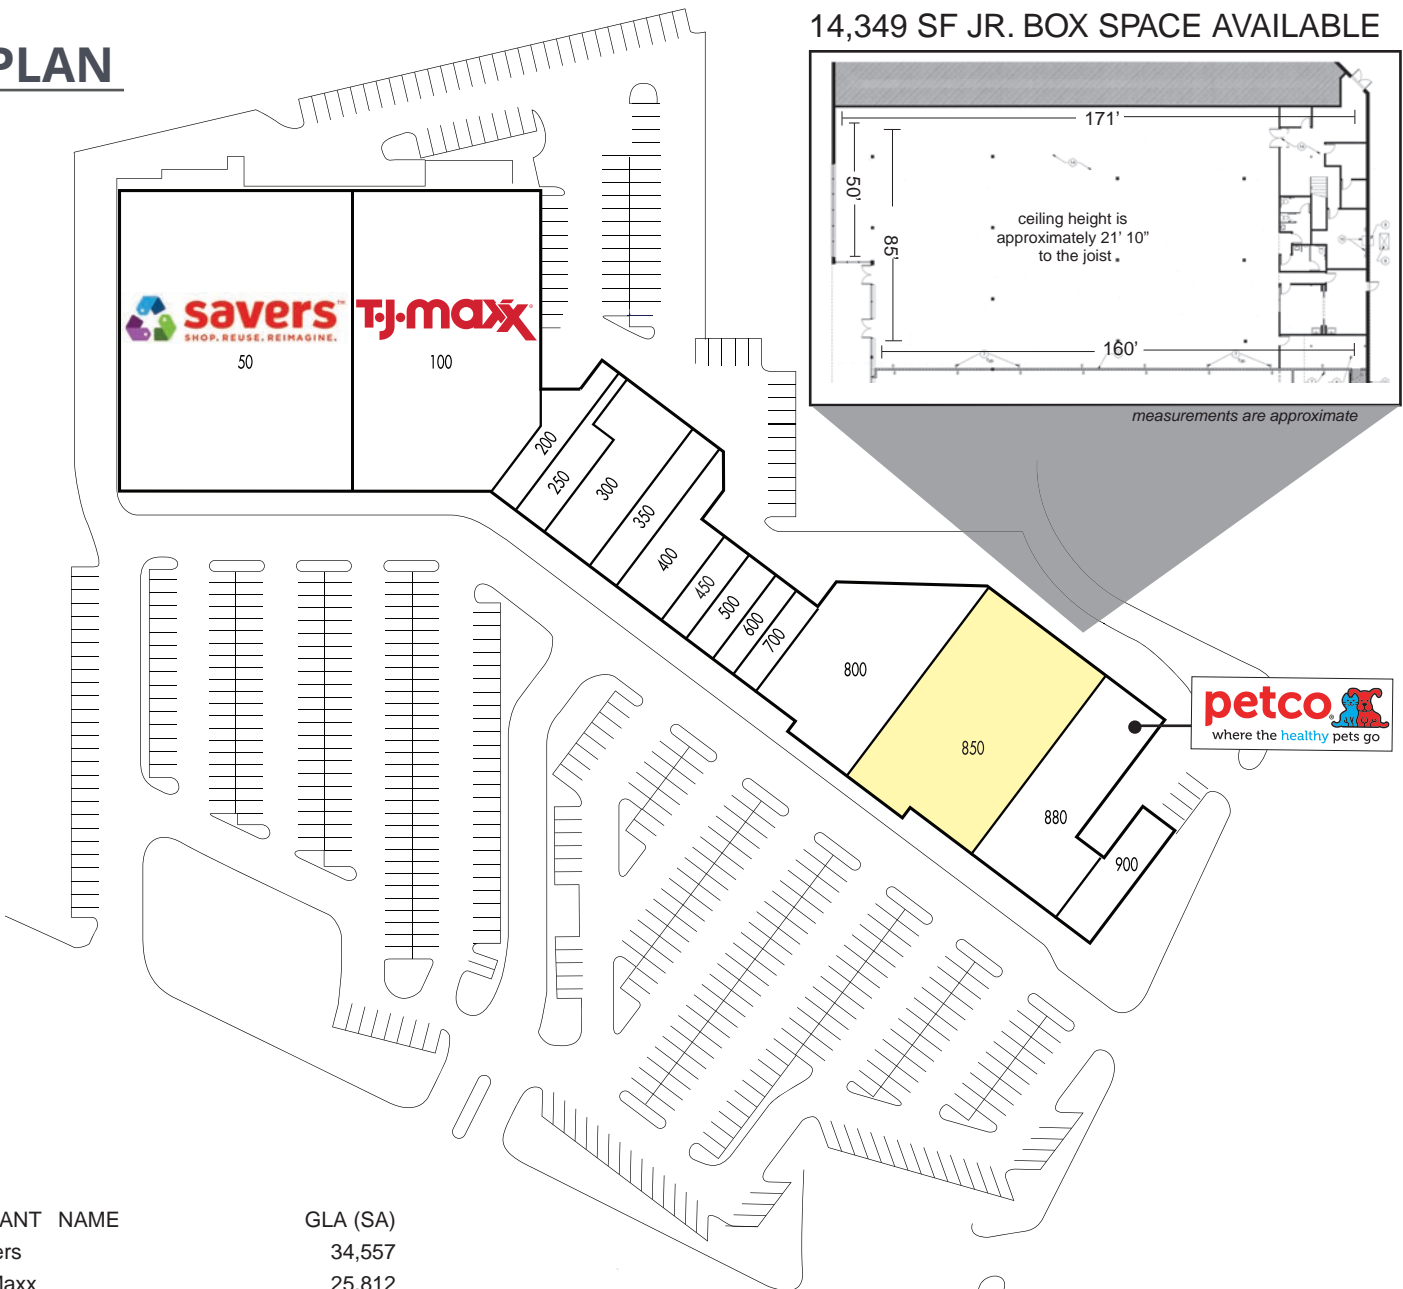 PLAN
14,349 SF JR. BOX SPACE AVAILABLE
171'
50'
85'
ceiling height is
approximately 21' 10"
to the joist
160'
measurements are approximate
savers™
SHOP. REUSE. REIMAGINE.
50
T·J·maxx
100
200
250
300
350
400
450
500
600
700
800
850
880
900
petco
where the healthy pets go
ANT NAME GLA (SA)
ers 34,557
Maxx 25,812